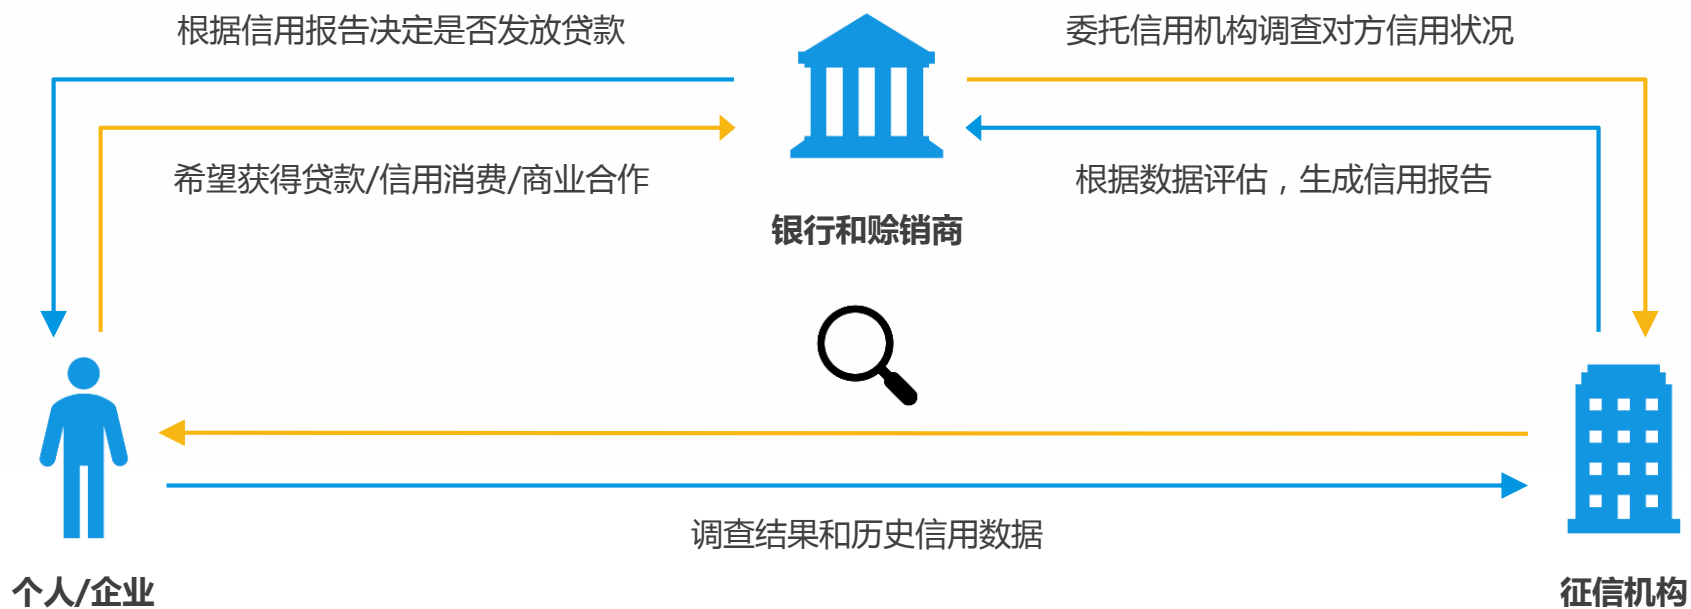 根据信用报告决定是否发放贷款
委托信用机构调查对方信用状况
希望获得贷款/信用消费/商业合作
根据数据评估，生成信用报告
银行和赊销商
调查结果和历史信用数据
个人/企业
征信机构